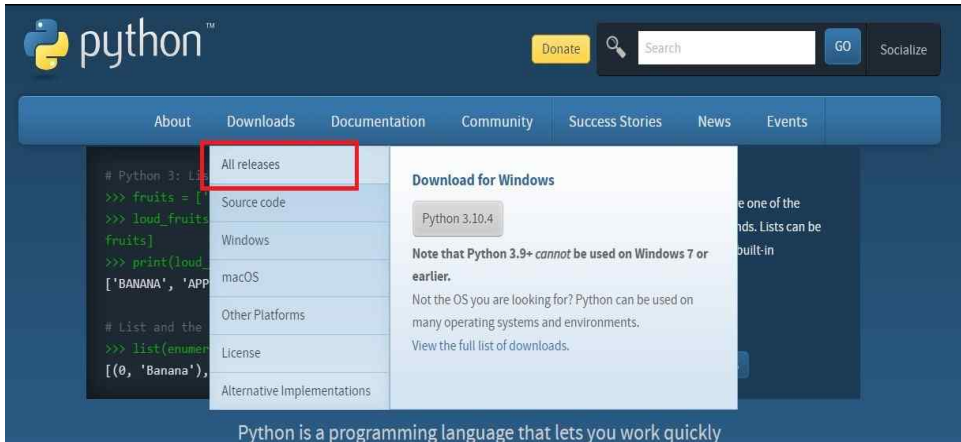 python™
Donate
Search
GO
Socialize
About Downloads Documentation Community Success Stories News Events
All releases
Source code
Windows
macOS
Other Platforms
License
Alternative Implementations
# Python 3: Lis
>>> fruits = ['
>>> loud_fruits
fruits]
>>> print(loud_
['BANANA', 'APP
# List and the
>>> list(enumer
[(0, 'Banana'),
Download for Windows
Python 3.10.4
Note that Python 3.9+ cannot be used on Windows 7 or
earlier.
Not the OS you are looking for? Python can be used on
many operating systems and environments.
View the full list of downloads.
e one of the
nds. Lists can be
built-in
Python is a programming language that lets you work quickly